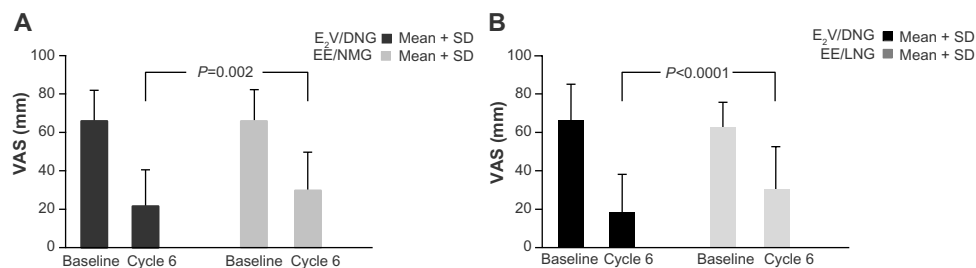 A
E₂V/DNG Mean + SD
EE/NMG Mean + SD
VAS (mm)
100
80
60
40
20
0
P=0.002
Baseline Cycle 6 Baseline Cycle 6
B
E₂V/DNG Mean + SD
EE/LNG Mean + SD
VAS (mm)
100
80
60
40
20
0
P<0.0001
Baseline Cycle 6 Baseline Cycle 6